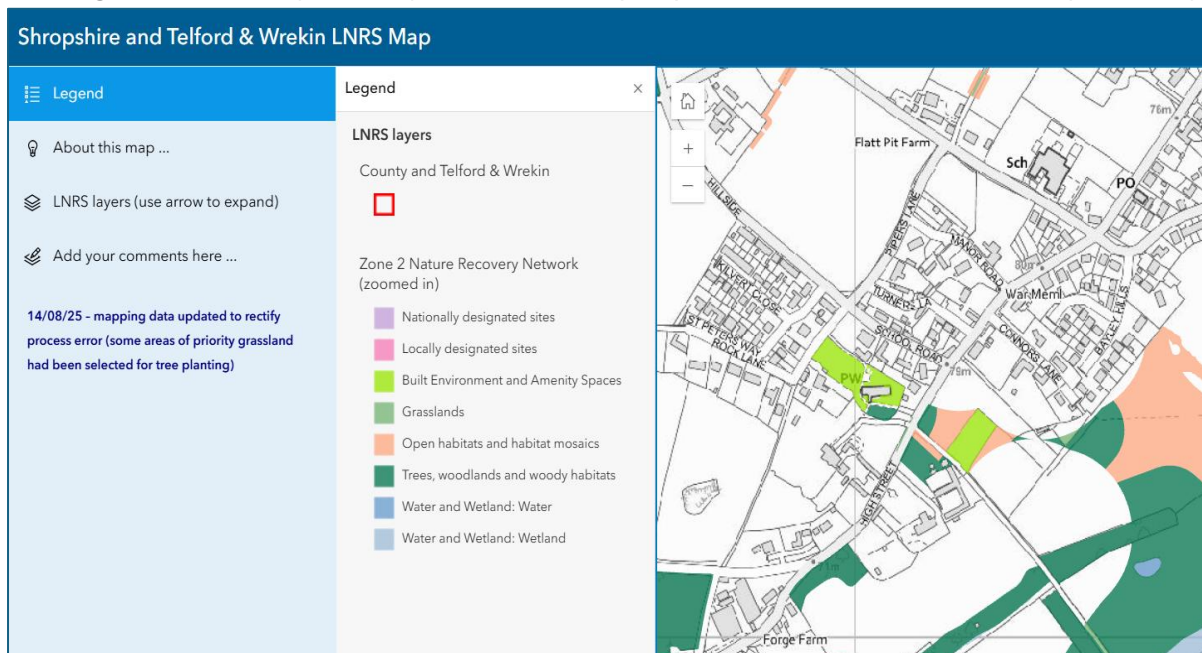 Shropshire and Telford & Wrekin LNRS Map
Legend
About this map ...
LNRS layers (use arrow to expand)
Add your comments here ...
14/08/25 - mapping data updated to rectify
process error (some areas of priority grassland
had been selected for tree planting)
Legend
LNRS layers
County and Telford & Wrekin
Zone 2 Nature Recovery Network
(zoomed in)
Nationally designated sites
Locally designated sites
Built Environment and Amenity Spaces
Grasslands
Open habitats and habitat mosaics
Trees, woodlands and woody habitats
Water and Wetland: Water
Water and Wetland: Wetland
76m
Flatt Pit Farm
Sch
PO
HILLSIDE
PIPERS LANE
MANOR ROAD
80m
KILVERT CLOSE
TURNERS LA
War Meml
BAYLEY HILLS
ST PETERS WAY
ROCK LANE
SCHOOL ROAD
CONNORS LANE
79m
PW
HIGH STREET
71m
Forge Farm